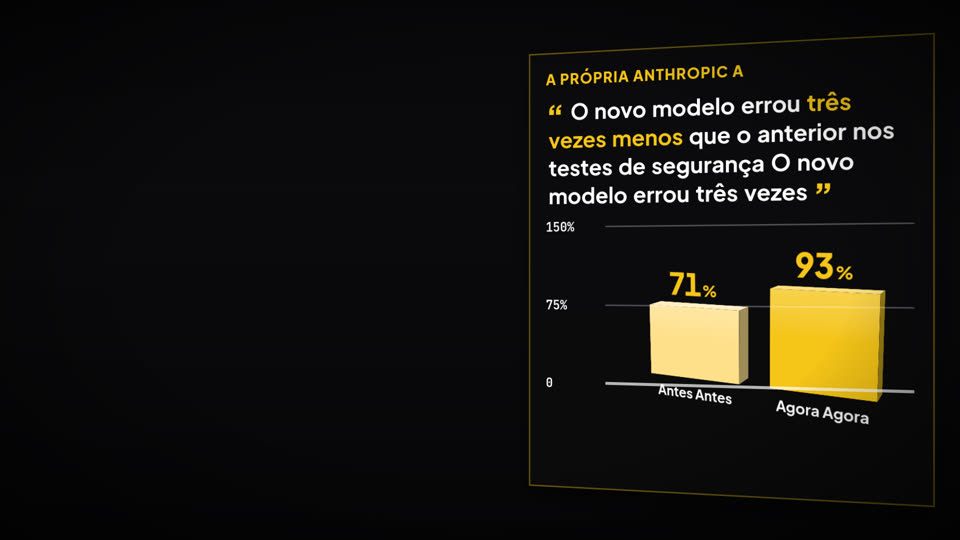 A PRÓPRIA ANTHROPIC A
“ O novo modelo errou três
vezes menos que o anterior nos
testes de segurança O novo
modelo errou três vezes ”
150%
93%
71%
75%
0
Antes Antes
Agora Agora